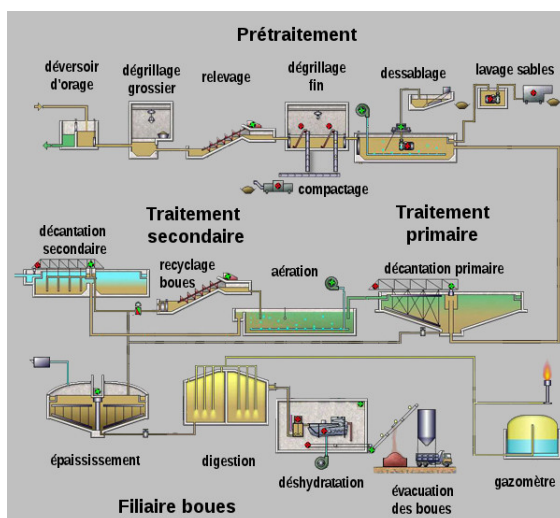 Prétraitement
déversoir
d'orage
dégrillage
grossier
relevage
dégrillage
fin
dessablage
lavage sables
compactage
Traitement
secondaire
Traitement
primaire
décantation
secondaire
recyclage
boues
aération
décantation primaire
épaississement
digestion
déshydratation
évacuation
des boues
gazomètre
Filiaire boues